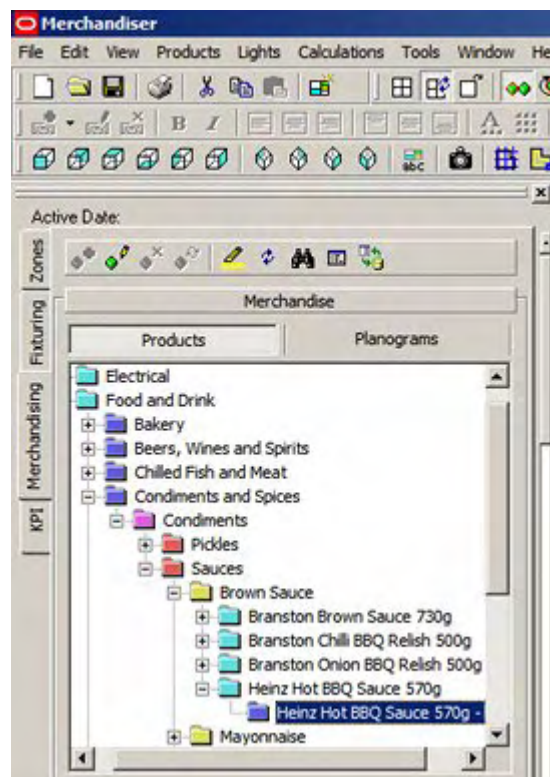 Merchandiser
File Edit View Products Lights Calculations Tools Window He
B I A
abc
Active Date:
Zones
Fixturing
Merchandising
KPI
Merchandise
Products Planograms
Electrical
Food and Drink
Bakery
Beers, Wines and Spirits
Chilled Fish and Meat
Condiments and Spices
Condiments
Pickles
Sauces
Brown Sauce
Branston Brown Sauce 730g
Branston Chilli BBQ Relish 500g
Branston Onion BBQ Relish 500g
Heinz Hot BBQ Sauce 570g
Heinz Hot BBQ Sauce 570g -
Mayonnaise